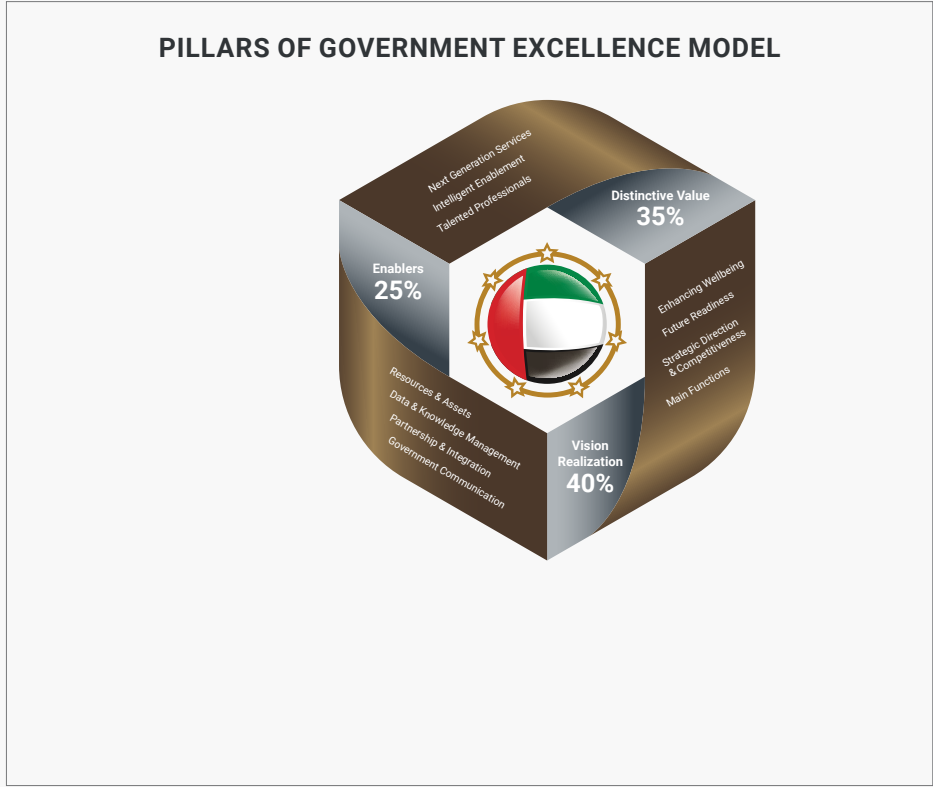 PILLARS OF GOVERNMENT EXCELLENCE MODEL
Next Generation Services
Intelligent Enablement
Talented Professionals
Distinctive Value
35%
Enhancing Wellbeing
Future Readiness
Strategic Direction
& Competitiveness
Main Functions
Enablers
25%
Resources & Assets
Data & Knowledge Management
Partnership & Integration
Government Communication
Vision
Realization
40%